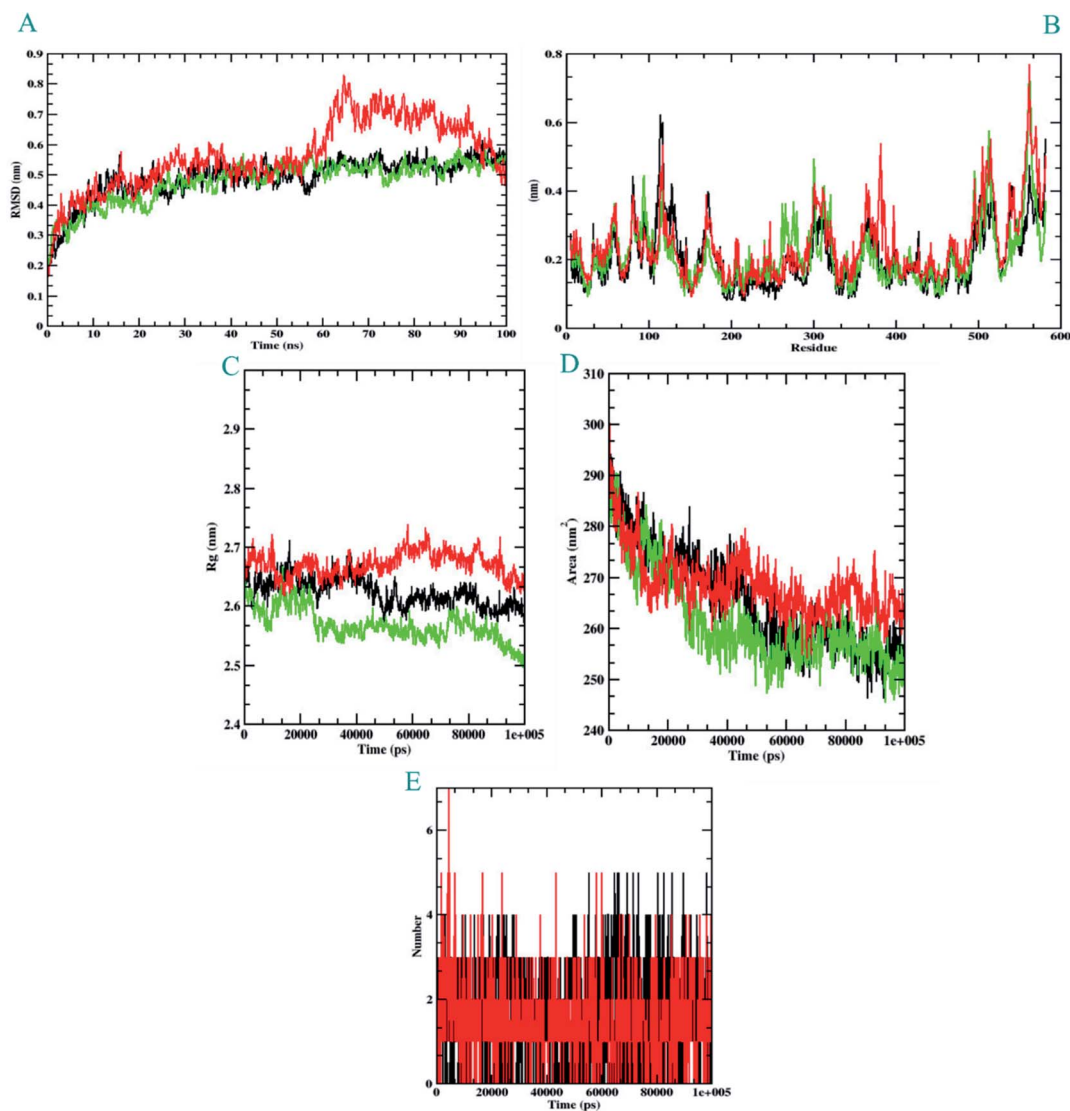 A
B
0.9
0.8
0.7
0.6
0.5
0.4
0.3
0.2
0.1
0
RMSD (nm)
0 10 20 30 40 50 60 70 80 90 100
Time (ns)
0.8
0.6
0.4
0.2
0
(nm)
0 100 200 300 400 500 600
Residue
C
D
2.9
2.8
2.7
2.6
2.5
2.4
Rg (nm)
0 20000 40000 60000 80000 1e+005
Time (ps)
310
300
290
280
270
260
250
240
Area (nm²)
0 20000 40000 60000 80000 1e+005
Time (ps)
E
6
4
2
0
Number
0 20000 40000 60000 80000 1e+005
Time (ps)